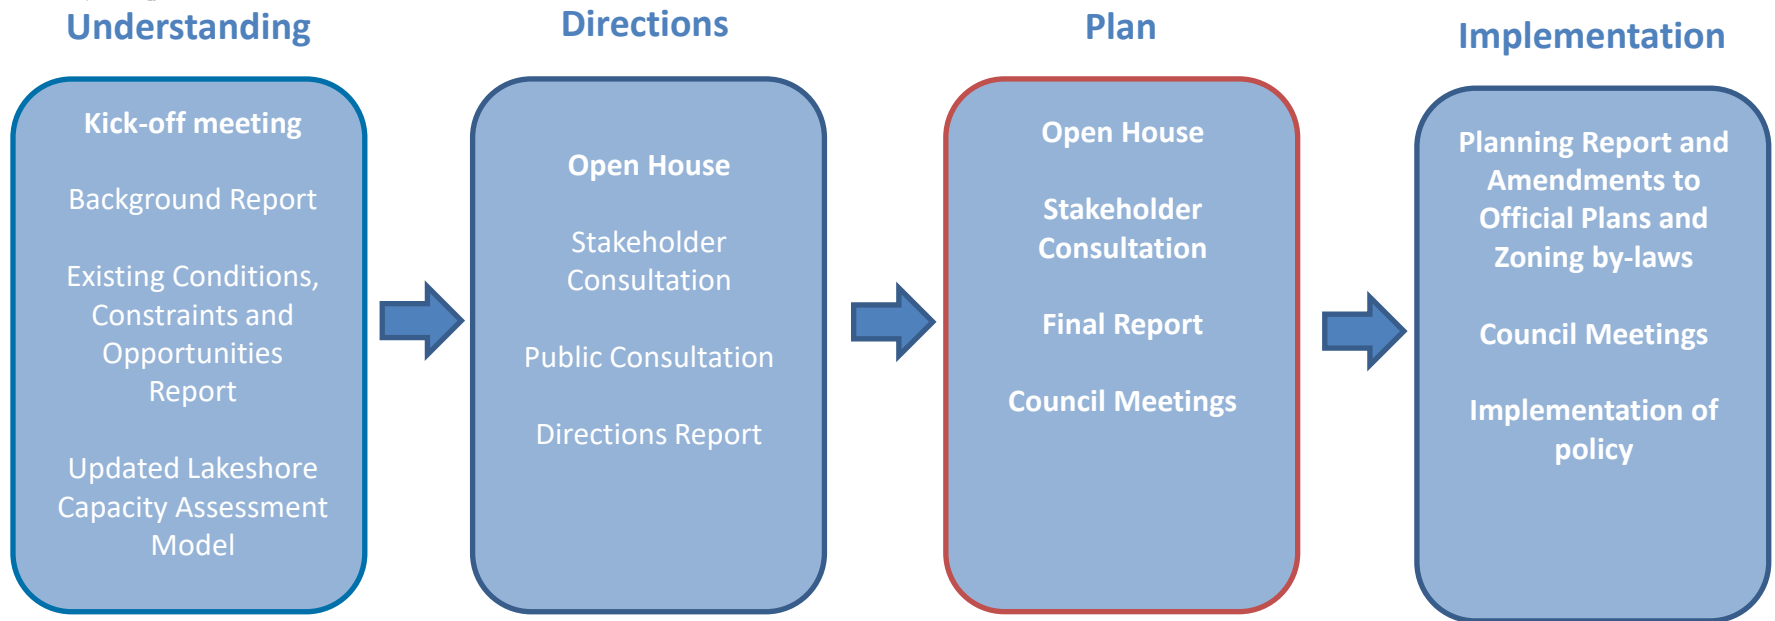 Understanding
Kick-off meeting
Background Report
Existing Conditions,
Constraints and
Opportunities
Report
Updated Lakeshore
Capacity Assessment
Model
Directions
Open House
Stakeholder
Consultation
Public Consultation
Directions Report
Plan
Open House
Stakeholder
Consultation
Final Report
Council Meetings
Implementation
Planning Report and
Amendments to
Official Plans and
Zoning by-laws
Council Meetings
Implementation of
policy